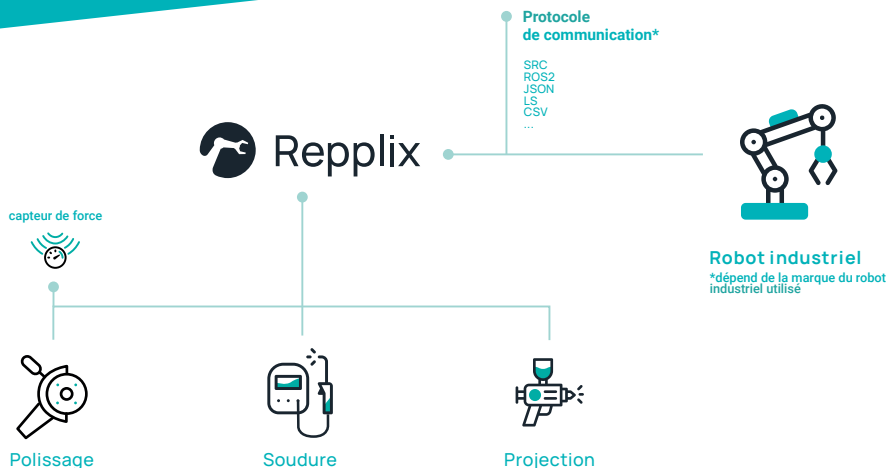 Protocole
de communication*
SRC
ROS2
JSON
LS
CSV
...
Repplix
capteur de force
Robot industriel
*dépend de la marque du robot
industriel utilisé
Polissage
Soudure
Projection